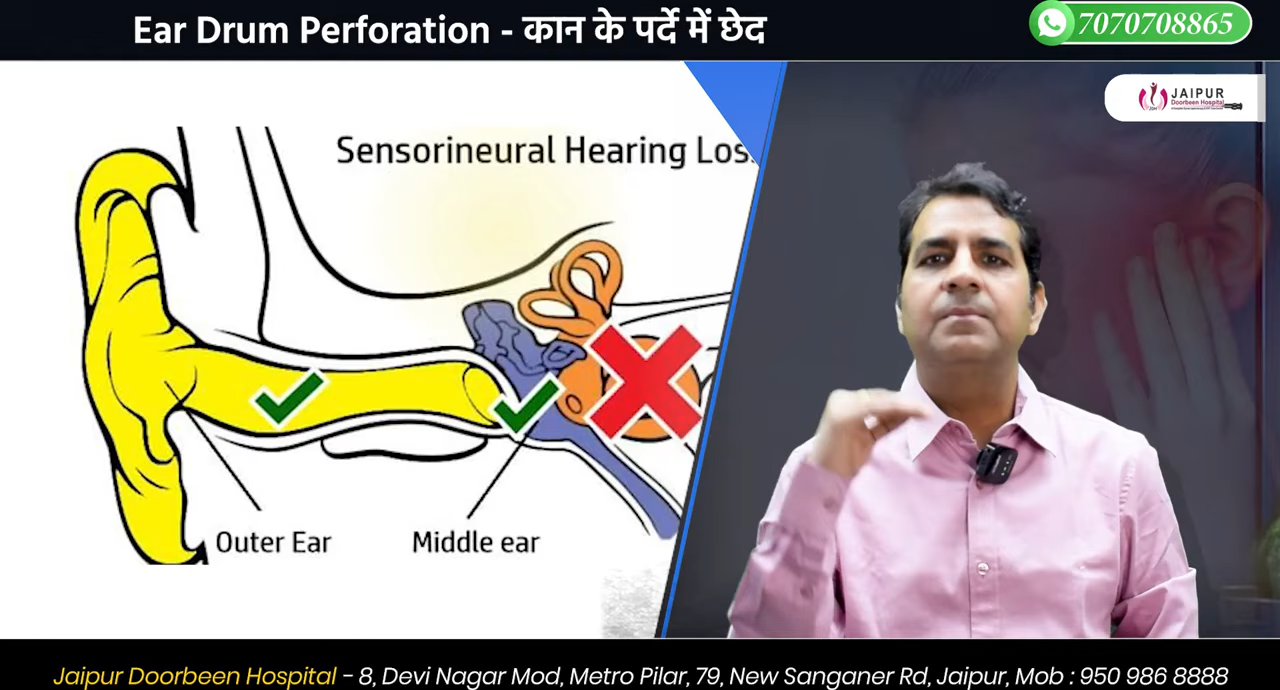 Ear Drum Perforation - कान के पर्दे में छेद
7070708865
JAIPUR
Doorbeen Hospital
Sensorineural Hearing Los
Outer Ear
Middle ear
Jaipur Doorbeen Hospital - 8, Devi Nagar Mod, Metro Pilar, 79, New Sanganer Rd, Jaipur, Mob : 950 986 8888